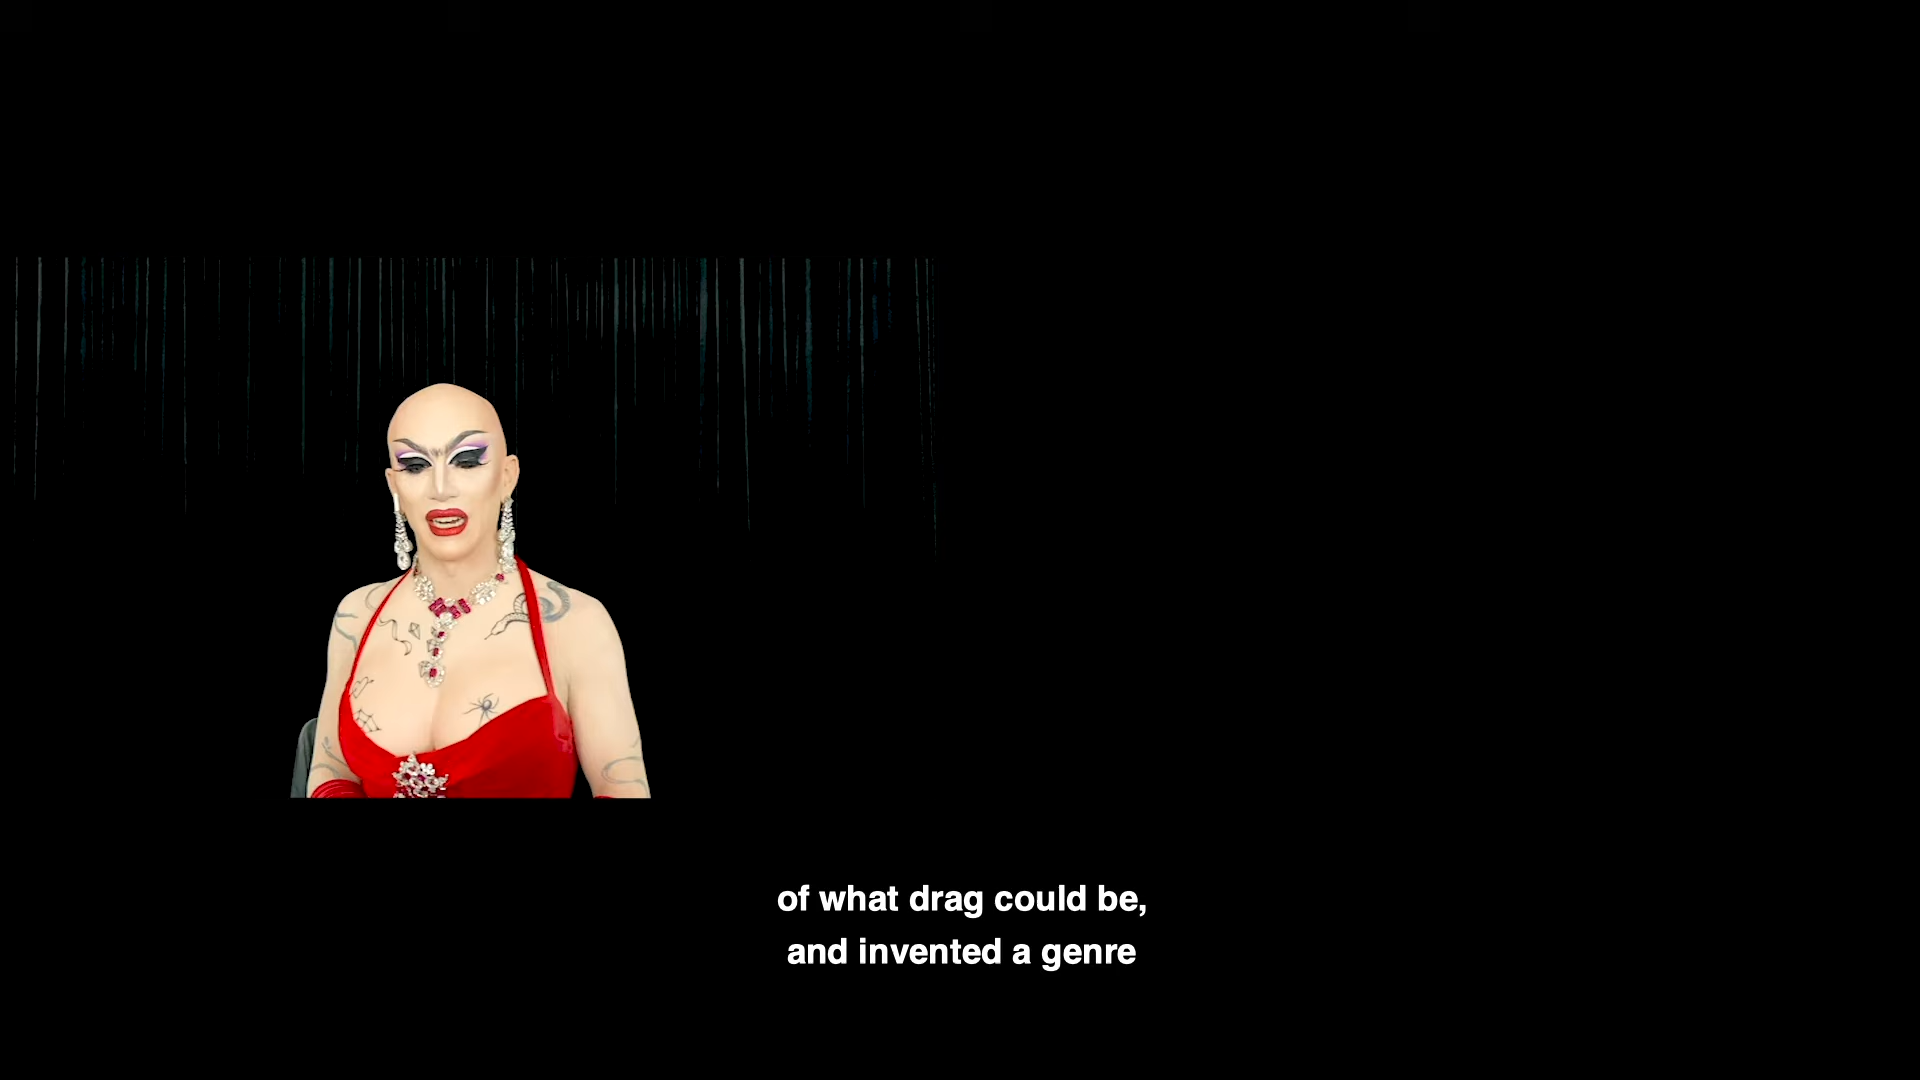 of what drag could be,
and invented a genre